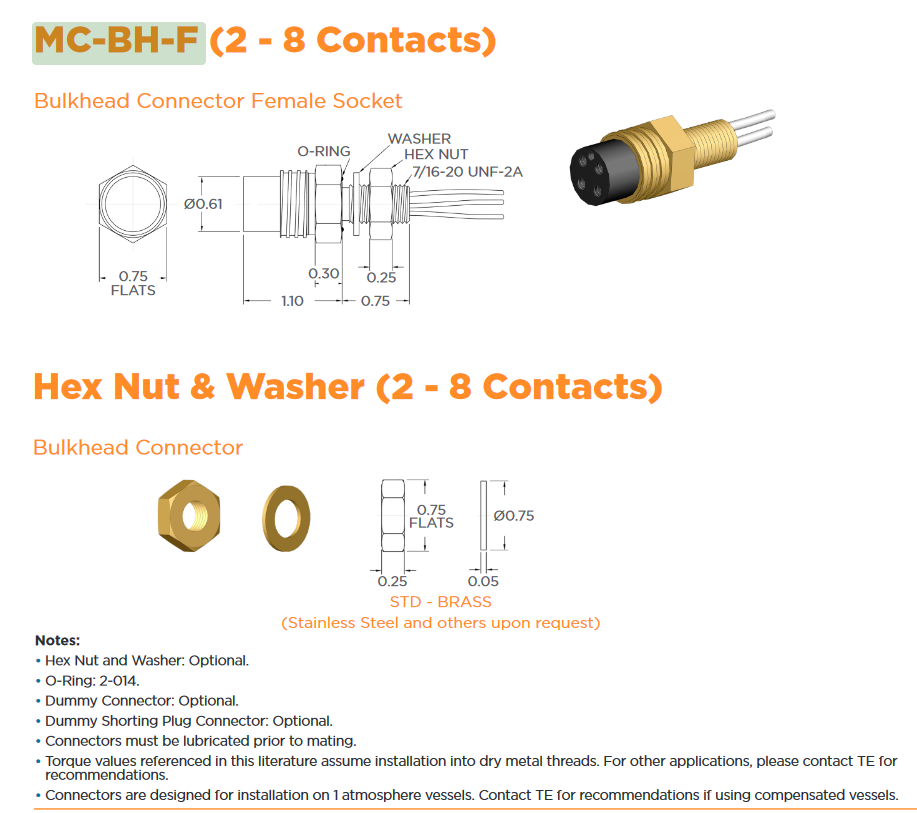 MC-BH-F (2 - 8 Contacts)
Bulkhead Connector Female Socket
WASHER
O-RING
HEX NUT
7/16-20 UNF-2A
Ø0.61
0.75
FLATS
0.30
0.25
1.10
0.75
Hex Nut & Washer (2 - 8 Contacts)
Bulkhead Connector
0.75
FLATS
Ø0.75
0.25
0.05
STD - BRASS
(Stainless Steel and others upon request)
Notes:
• Hex Nut and Washer: Optional.
• O-Ring: 2-014.
• Dummy Connector: Optional.
• Dummy Shorting Plug Connector: Optional.
• Connectors must be lubricated prior to mating.
• Torque values referenced in this literature assume installation into dry metal threads. For other applications, please contact TE for
recommendations.
• Connectors are designed for installation on 1 atmosphere vessels. Contact TE for recommendations if using compensated vessels.